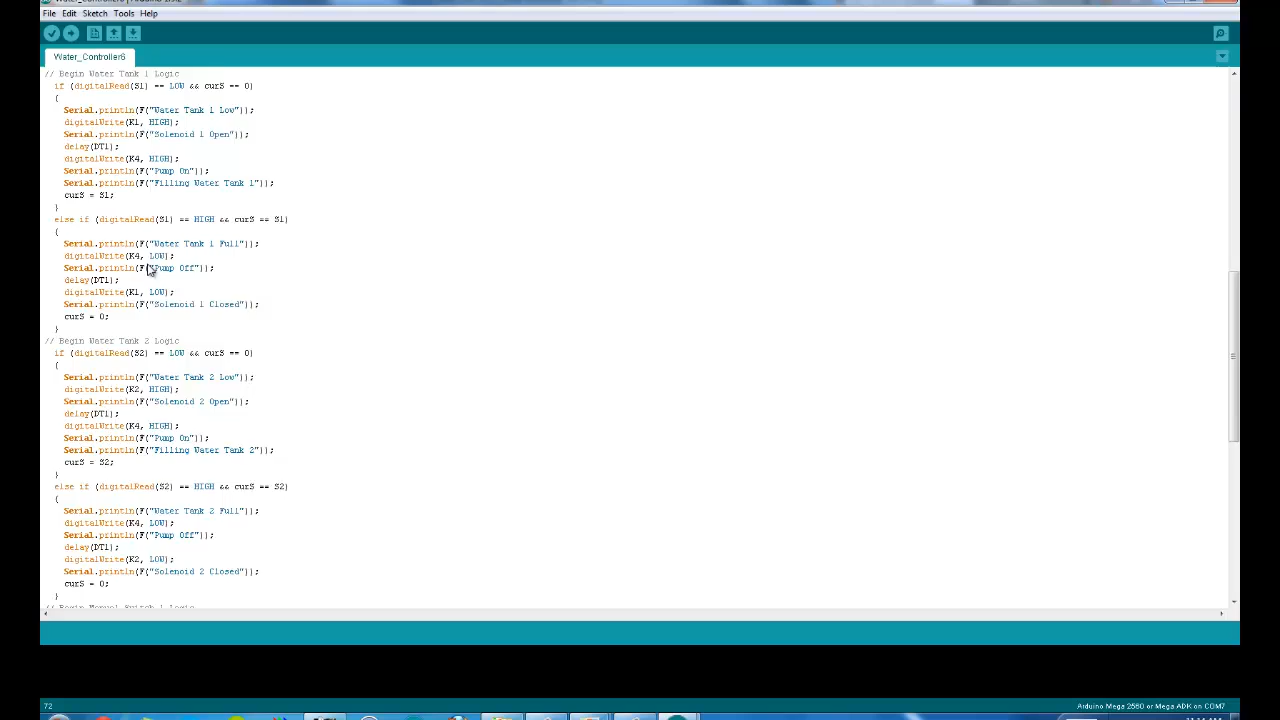 File Edit Sketch Tools Help
Water_Controller6
// Begin Water Tank 1 Logic
if (digitalRead(S1) == LOW && curS == 0)
{
Serial.println(F("Water Tank 1 Low"));
digitalWrite(K1, HIGH);
Serial.println(F("Solenoid 1 Open"));
delay(DT1);
digitalWrite(K4, HIGH);
Serial.println(F("Pump On"));
Serial.println(F("Filling Water Tank 1"));
curS = S1;
}
else if (digitalRead(S1) == HIGH && curS == S1)
{
Serial.println(F("Water Tank 1 Full"));
digitalWrite(K4, LOW);
Serial.println(F("Pump Off"));
delay(DT1);
digitalWrite(K1, LOW);
Serial.println(F("Solenoid 1 Closed"));
curS = 0;
}
// Begin Water Tank 2 Logic
if (digitalRead(S2) == LOW && curS == 0)
{
Serial.println(F("Water Tank 2 Low"));
digitalWrite(K2, HIGH);
Serial.println(F("Solenoid 2 Open"));
delay(DT1);
digitalWrite(K4, HIGH);
Serial.println(F("Pump On"));
Serial.println(F("Filling Water Tank 2"));
curS = S2;
}
else if (digitalRead(S2) == HIGH && curS == S2)
{
Serial.println(F("Water Tank 2 Full"));
digitalWrite(K4, LOW);
Serial.println(F("Pump Off"));
delay(DT1);
digitalWrite(K2, LOW);
Serial.println(F("Solenoid 2 Closed"));
curS = 0;
}
// Begin Manual Switch 1 Logic
72
Arduino Mega 2560 or Mega ADK on COM7